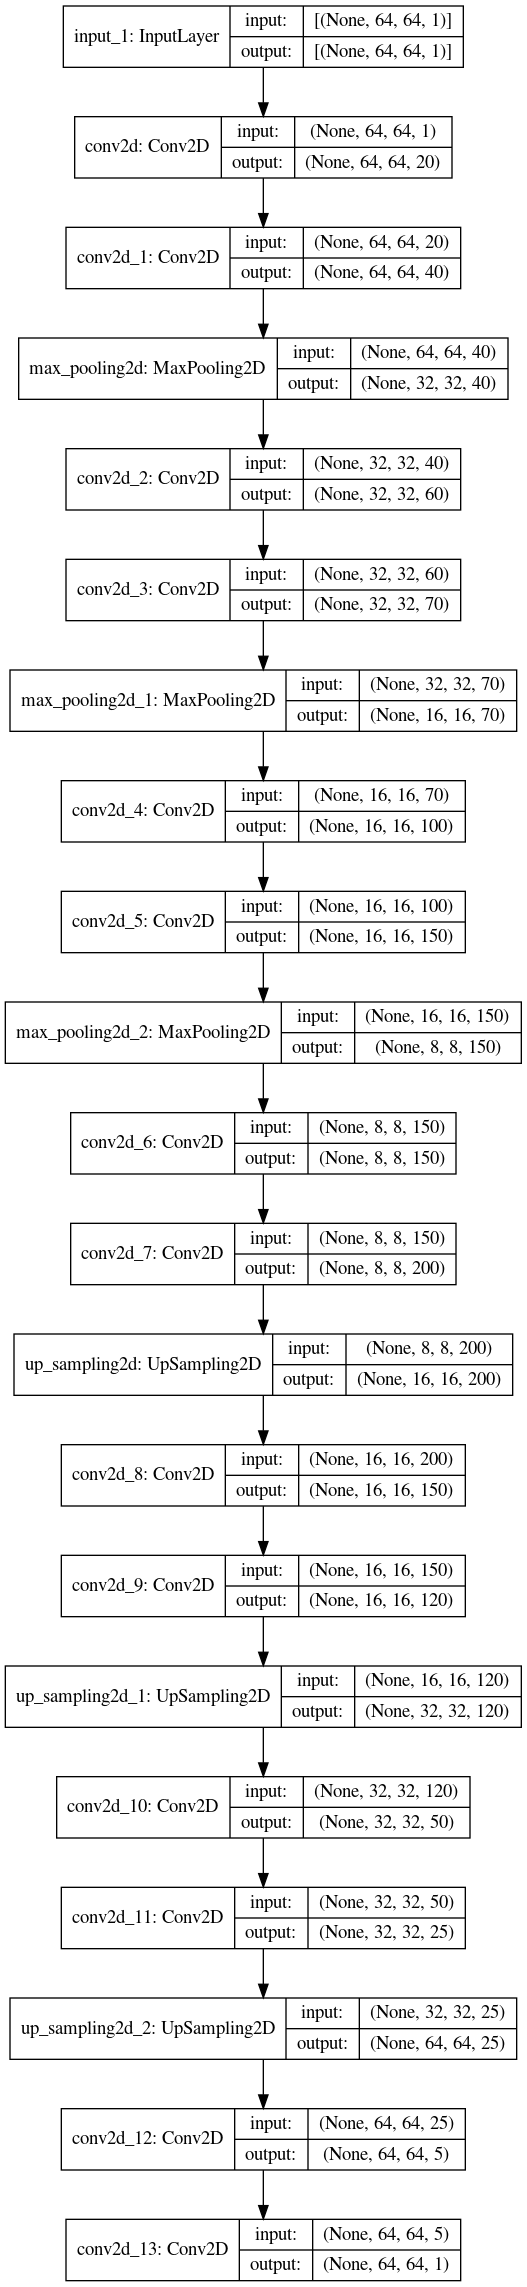 input_1: InputLayer
input: [(None, 64, 64, 1)]
output: [(None, 64, 64, 1)]
conv2d: Conv2D
input: (None, 64, 64, 1)
output: (None, 64, 64, 20)
conv2d_1: Conv2D
input: (None, 64, 64, 20)
output: (None, 64, 64, 40)
max_pooling2d: MaxPooling2D
input: (None, 64, 64, 40)
output: (None, 32, 32, 40)
conv2d_2: Conv2D
input: (None, 32, 32, 40)
output: (None, 32, 32, 60)
conv2d_3: Conv2D
input: (None, 32, 32, 60)
output: (None, 32, 32, 70)
max_pooling2d_1: MaxPooling2D
input: (None, 32, 32, 70)
output: (None, 16, 16, 70)
conv2d_4: Conv2D
input: (None, 16, 16, 70)
output: (None, 16, 16, 100)
conv2d_5: Conv2D
input: (None, 16, 16, 100)
output: (None, 16, 16, 150)
max_pooling2d_2: MaxPooling2D
input: (None, 16, 16, 150)
output: (None, 8, 8, 150)
conv2d_6: Conv2D
input: (None, 8, 8, 150)
output: (None, 8, 8, 150)
conv2d_7: Conv2D
input: (None, 8, 8, 150)
output: (None, 8, 8, 200)
up_sampling2d: UpSampling2D
input: (None, 8, 8, 200)
output: (None, 16, 16, 200)
conv2d_8: Conv2D
input: (None, 16, 16, 200)
output: (None, 16, 16, 150)
conv2d_9: Conv2D
input: (None, 16, 16, 150)
output: (None, 16, 16, 120)
up_sampling2d_1: UpSampling2D
input: (None, 16, 16, 120)
output: (None, 32, 32, 120)
conv2d_10: Conv2D
input: (None, 32, 32, 120)
output: (None, 32, 32, 50)
conv2d_11: Conv2D
input: (None, 32, 32, 50)
output: (None, 32, 32, 25)
up_sampling2d_2: UpSampling2D
input: (None, 32, 32, 25)
output: (None, 64, 64, 25)
conv2d_12: Conv2D
input: (None, 64, 64, 25)
output: (None, 64, 64, 5)
conv2d_13: Conv2D
input: (None, 64, 64, 5)
output: (None, 64, 64, 1)